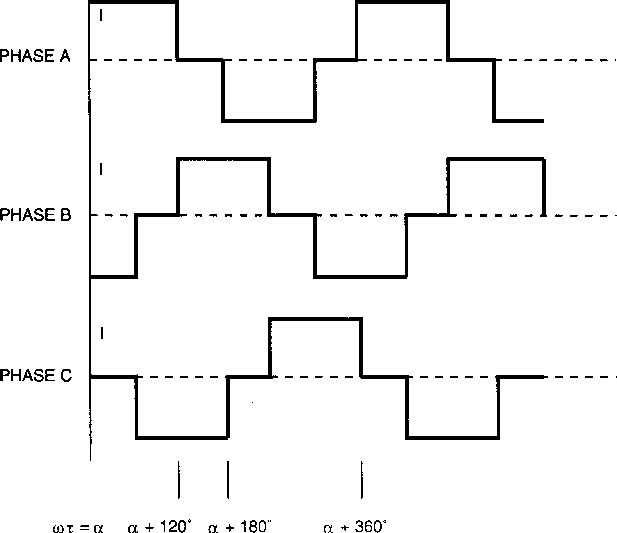 I
PHASE A
I
PHASE B
I
PHASE C
ωτ = α α + 120° α + 180° α + 360°